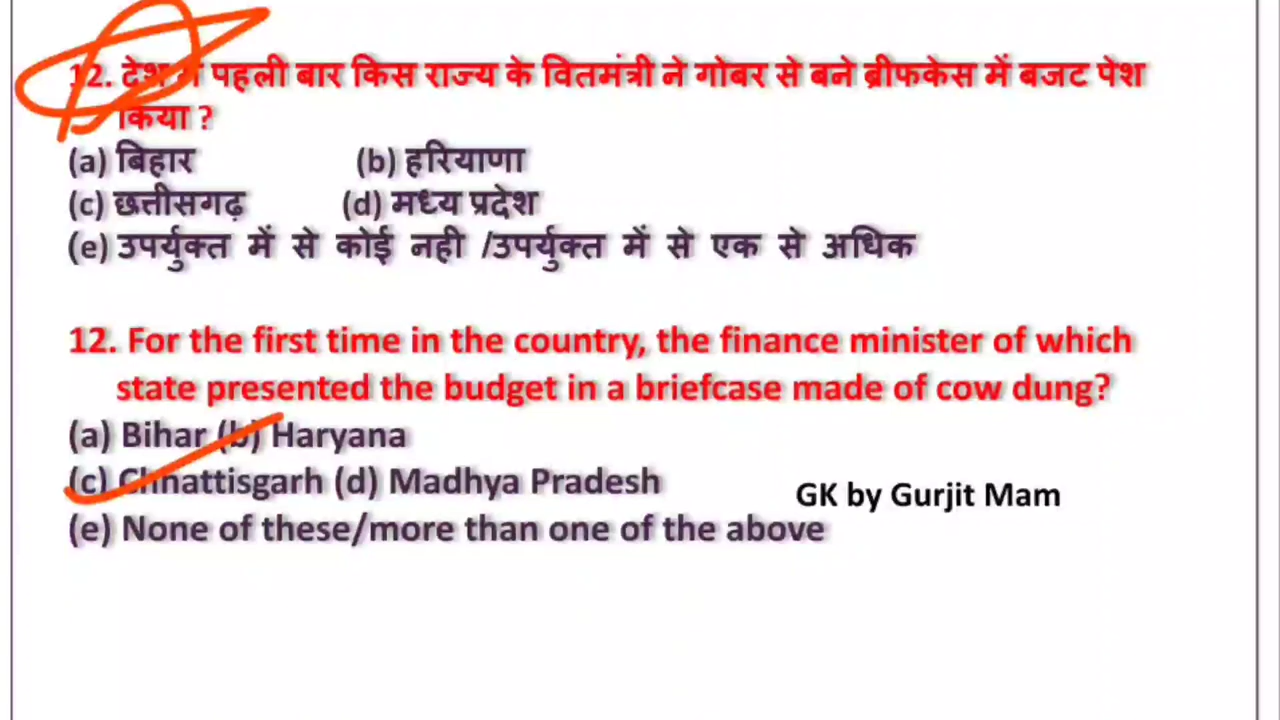 12. देश में पहली बार किस राज्य के वितमंत्री ने गोबर से बने ब्रीफकेस में बजट पेश
किया ?
(a) बिहार (b) हरियाणा
(c) छत्तीसगढ़ (d) मध्य प्रदेश
(e) उपर्युक्त में से कोई नही /उपर्युक्त में से एक से अधिक
12. For the first time in the country, the finance minister of which
state presented the budget in a briefcase made of cow dung?
(a) Bihar (b) Haryana
(c) Chhattisgarh (d) Madhya Pradesh
GK by Gurjit Mam
(e) None of these/more than one of the above